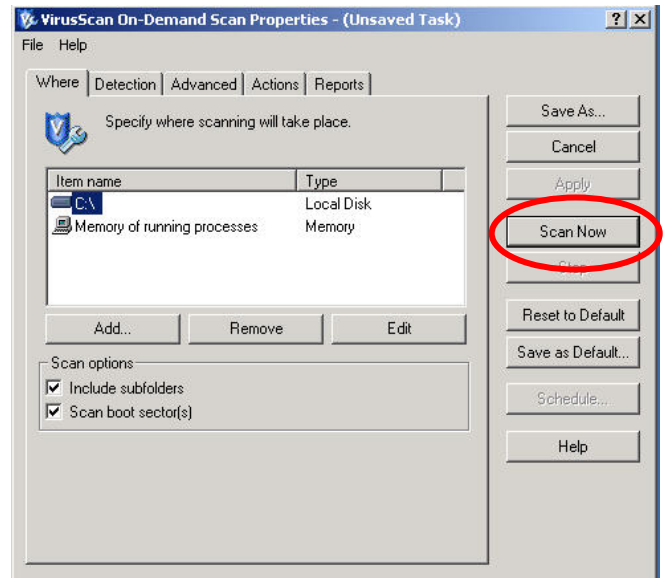 VirusScan On-Demand Scan Properties - (Unsaved Task)
File Help
Where Detection Advanced Actions Reports
Specify where scanning will take place.
Item name Type
C:\ Local Disk
Memory of running processes Memory
Add... Remove Edit
Scan options
Include subfolders
Scan boot sector(s)
Save As...
Cancel
Apply
Scan Now
Stop
Reset to Default
Save as Default...
Schedule...
Help